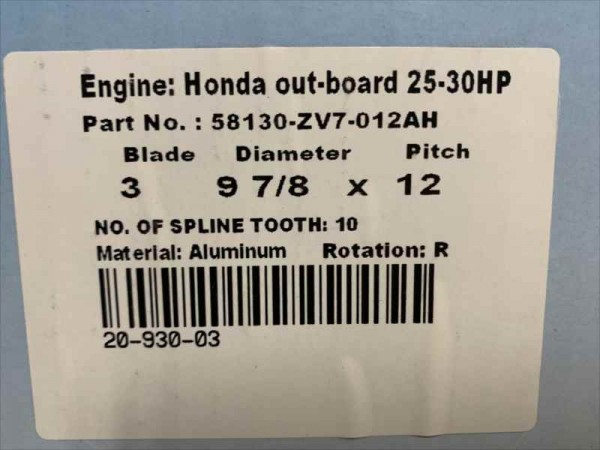 Engine: Honda out-board 25-30HP
Part No. : 58130-ZV7-012AH
Blade Diameter Pitch
3 9 7/8 x 12
NO. OF SPLINE TOOTH: 10
Material: Aluminum Rotation: R
20-930-03